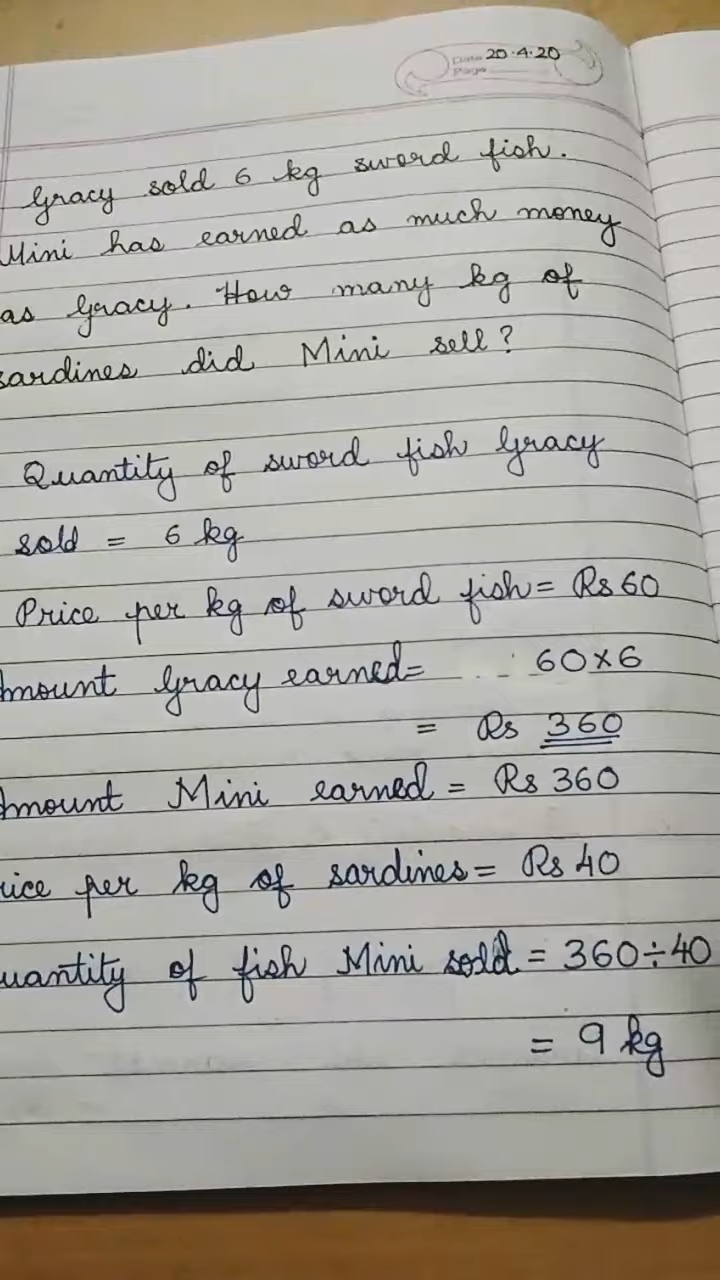 Date 20.4.20
Page
Gracy sold 6 kg sword fish.
Mini has earned as much money
as Gracy. How many kg of
sardines did Mini sell?
Quantity of sword fish Gracy
sold = 6 kg
Price per kg of sword fish = Rs 60
Amount Gracy earned = 60×6
= Rs 360
Amount Mini earned = Rs 360
rice per kg of sardines = Rs 40
uantity of fish Mini sold = 360÷40
= 9 kg